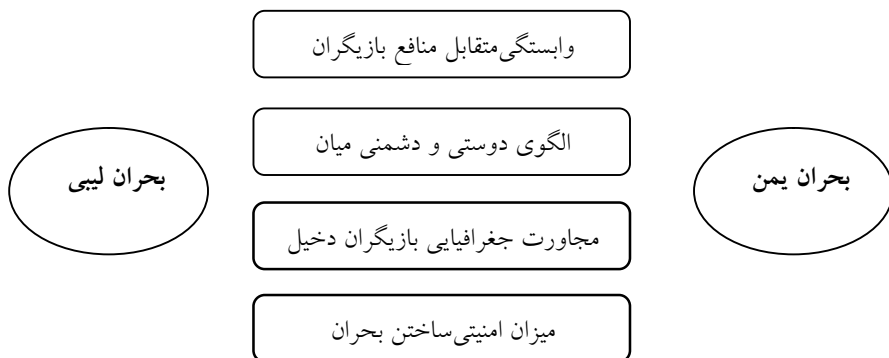 وابستگی‌متقابل منافع بازیگران
الگوی دوستی و دشمنی میان
بحران یمن
بحران لیبی
مجاورت جغرافیایی بازیگران دخیل
میزان امنیتی‌ساختن بحران